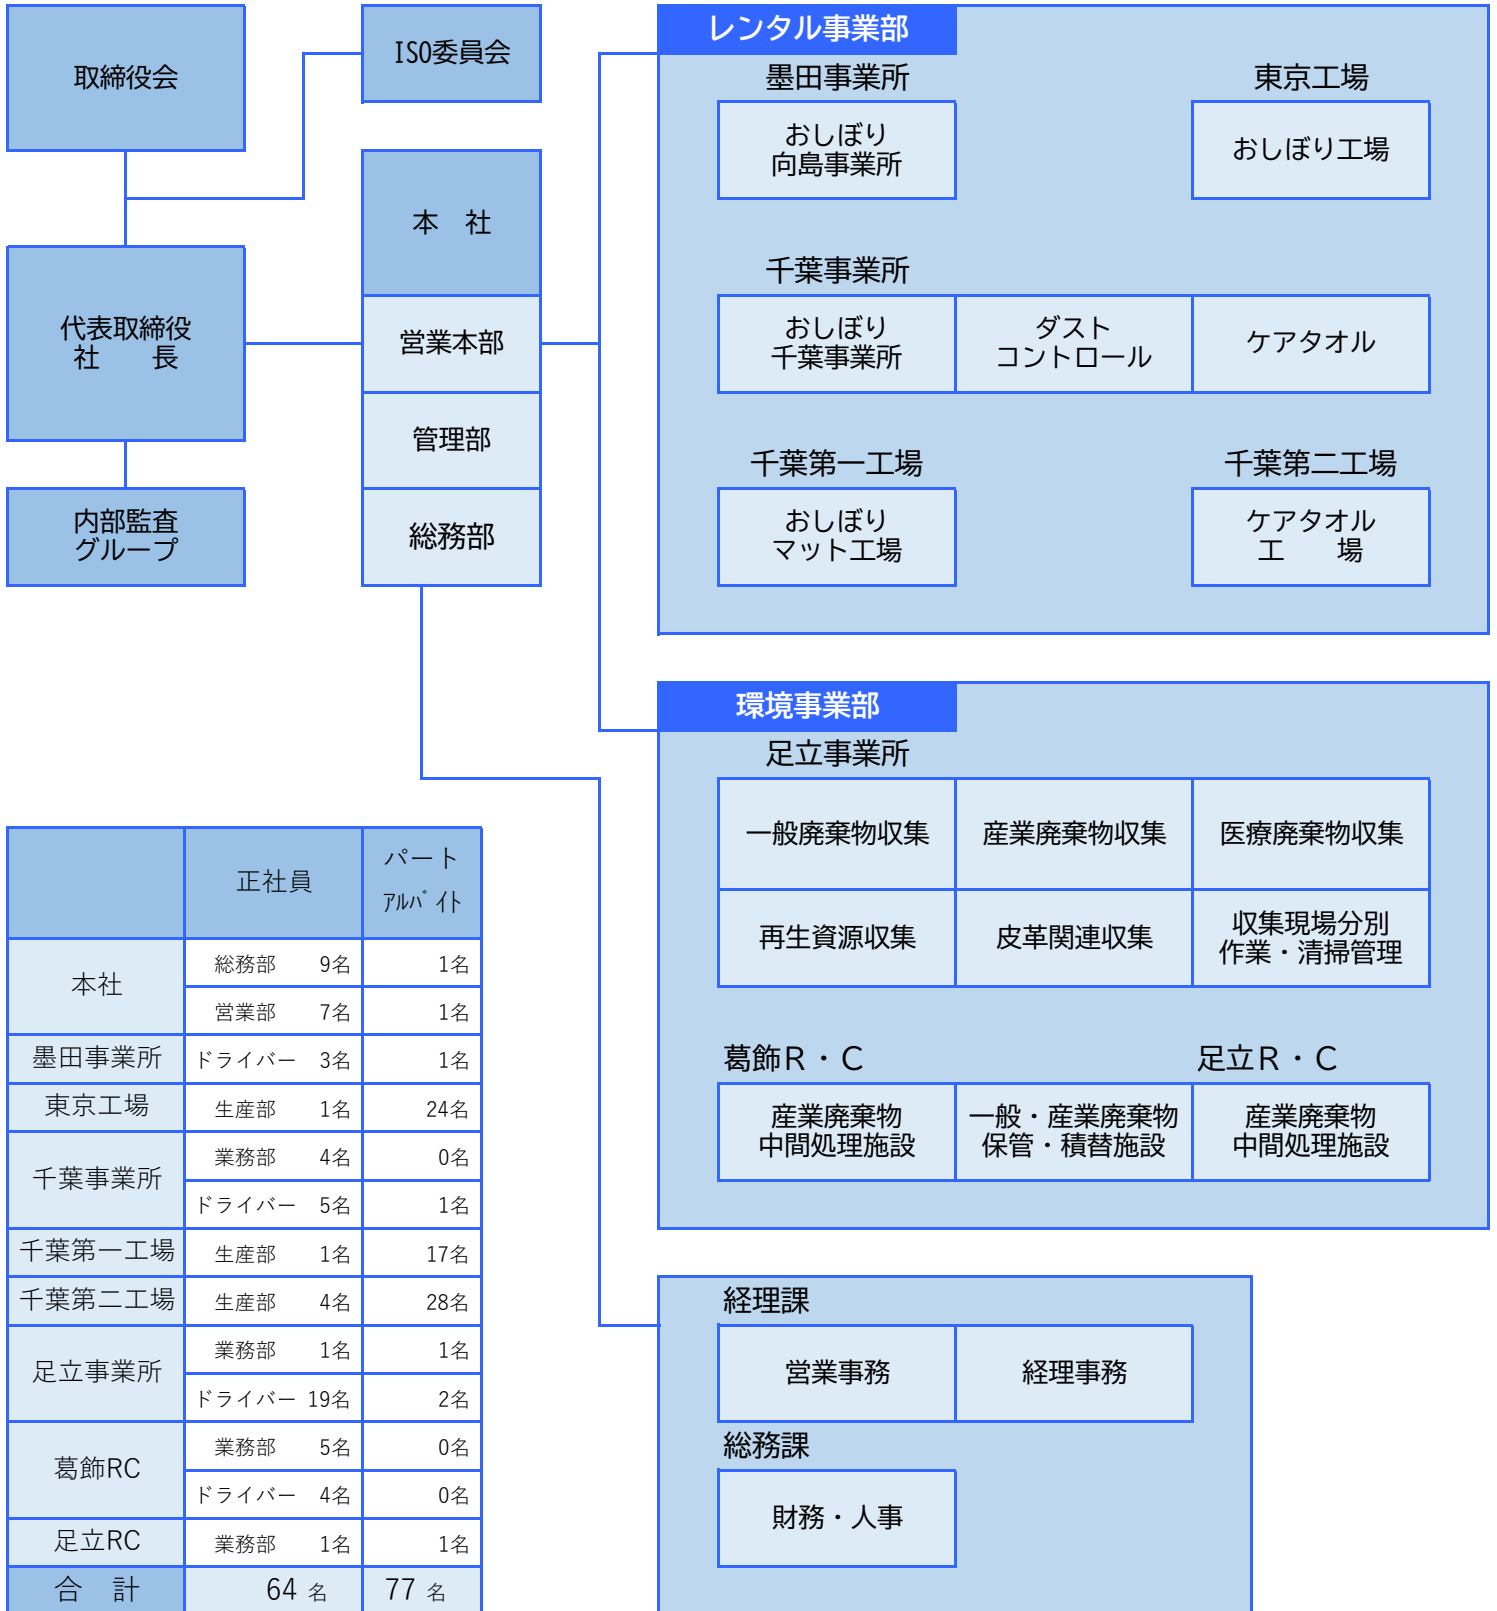 取締役会
ISO委員会
本　社
代表取締役
社　　長
営業本部
管理部
総務部
内部監査
グループ
レンタル事業部
墨田事業所
東京工場
おしぼり
向島事業所
おしぼり工場
千葉事業所
おしぼり
千葉事業所
ダスト
コントロール
ケアタオル
千葉第一工場
千葉第二工場
おしぼり
マット工場
ケアタオル
工　　場
環境事業部
足立事業所
一般廃棄物収集
産業廃棄物収集
医療廃棄物収集
再生資源収集
皮革関連収集
収集現場分別
作業・清掃管理
葛飾Ｒ・Ｃ
足立Ｒ・Ｃ
産業廃棄物
中間処理施設
一般・産業廃棄物
保管・積替施設
産業廃棄物
中間処理施設
経理課
営業事務
経理事務
総務課
財務・人事
正社員
パート
ｱﾙﾊﾞｲﾄ
本社
総務部 9名 1名
営業部 7名 1名
墨田事業所 ドライバー 3名 1名
東京工場 生産部 1名 24名
千葉事業所
業務部 4名 0名
ドライバー 5名 1名
千葉第一工場 生産部 1名 17名
千葉第二工場 生産部 4名 28名
足立事業所
業務部 1名 1名
ドライバー 19名 2名
葛飾RC
業務部 5名 0名
ドライバー 4名 0名
足立RC 業務部 1名 1名
合　計 64 名 77 名